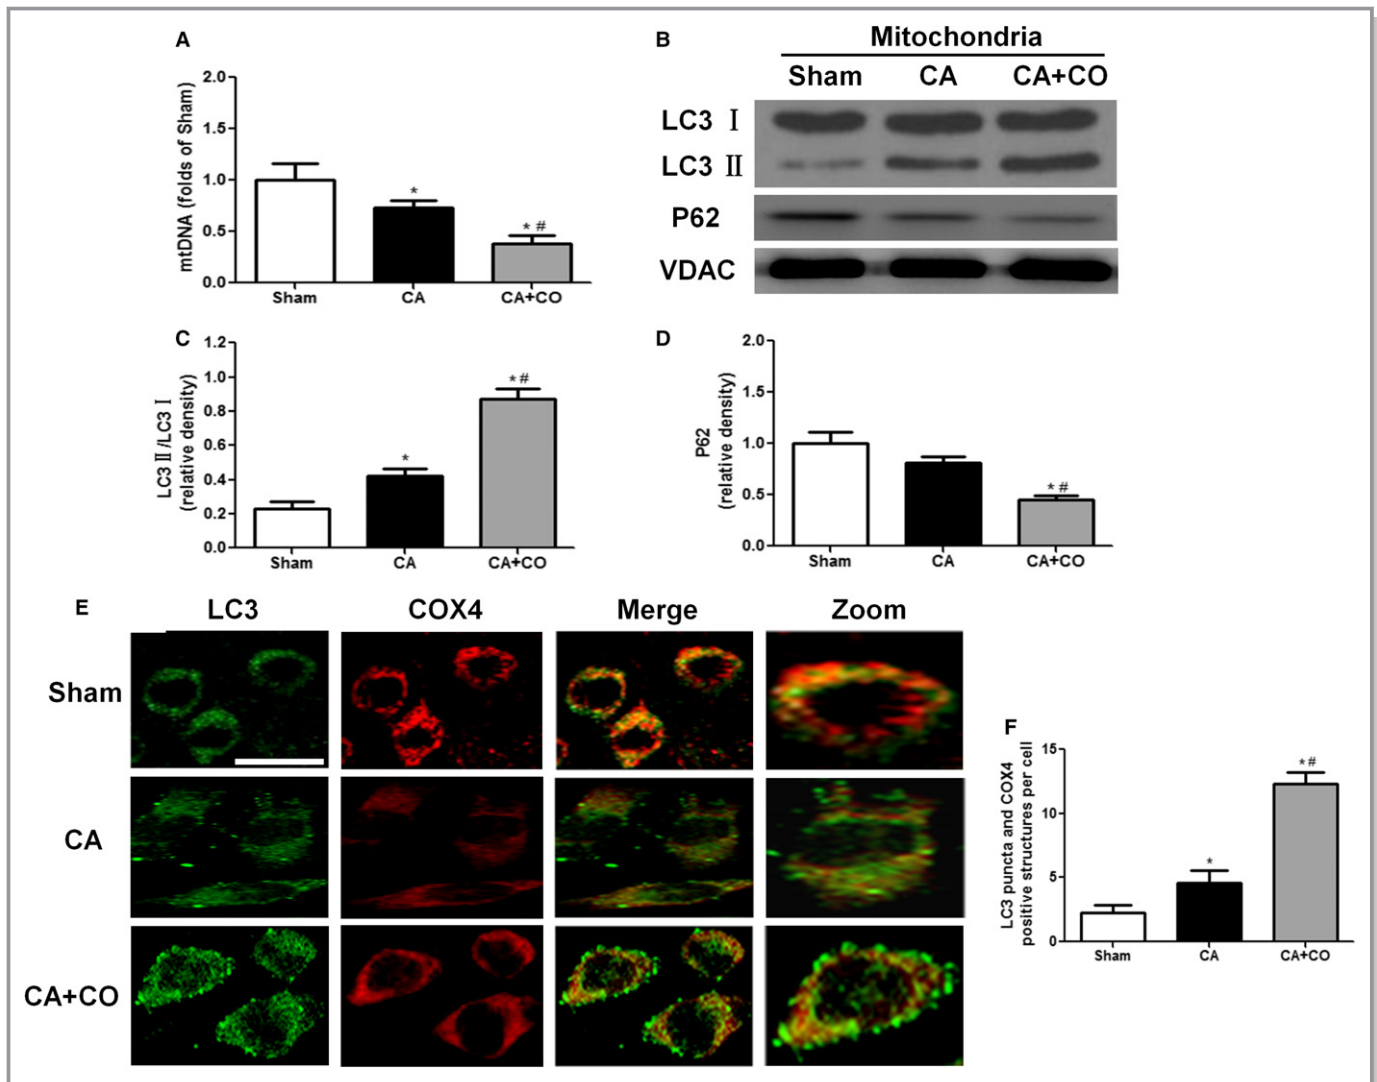 A
mtDNA (folds of Sham)
2.0
1.5
1.0
0.5
0.0
*
* #
Sham CA CA+CO
B
Mitochondria
Sham CA CA+CO
LC3 Ⅰ
LC3 Ⅱ
P62
VDAC
C
LC3 Ⅱ/LC3 Ⅰ
(relative density)
1.2
1.0
0.8
0.6
0.4
0.2
0.0
*
* #
Sham CA CA+CO
D
P62
(relative density)
2.0
1.5
1.0
0.5
0.0
* #
Sham CA CA+CO
E
LC3 COX4 Merge Zoom
Sham
CA
CA+CO
F
LC3 puncta and COX4
positive structures per cell
15
10
5
0
*
* #
Sham CA CA+CO